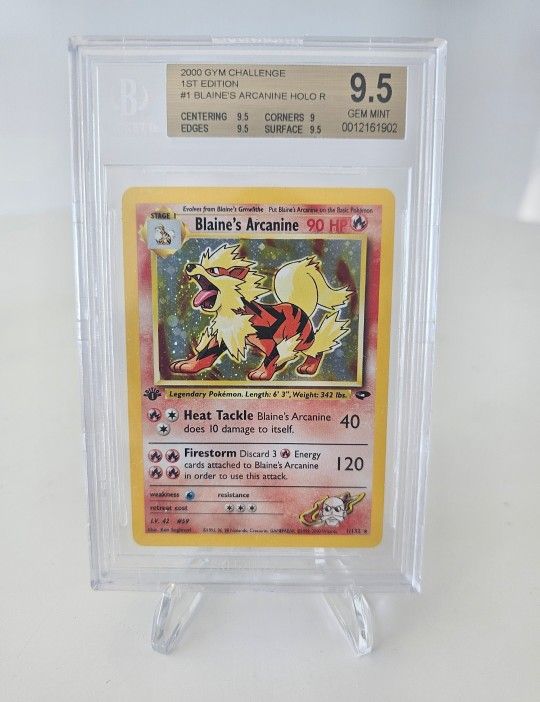 2000 GYM CHALLENGE
1ST EDITION
#1 BLAINE'S ARCANINE HOLO R
CENTERING 9.5 CORNERS 9
EDGES 9.5 SURFACE 9.5
9.5
GEM MINT
0012161902
B
Evolves from Blaine's Growlithe Put Blaine's Arcanine on the Basic Pokémon
STAGE 1
Blaine's Arcanine 90 HP
Legendary Pokémon. Length: 6' 3", Weight: 342 lbs.
Heat Tackle Blaine's Arcanine
does 10 damage to itself.
40
Firestorm Discard 3 Energy
cards attached to Blaine's Arcanine
in order to use this attack.
120
weakness resistance
retreat cost
LV. 42 #59
1/132